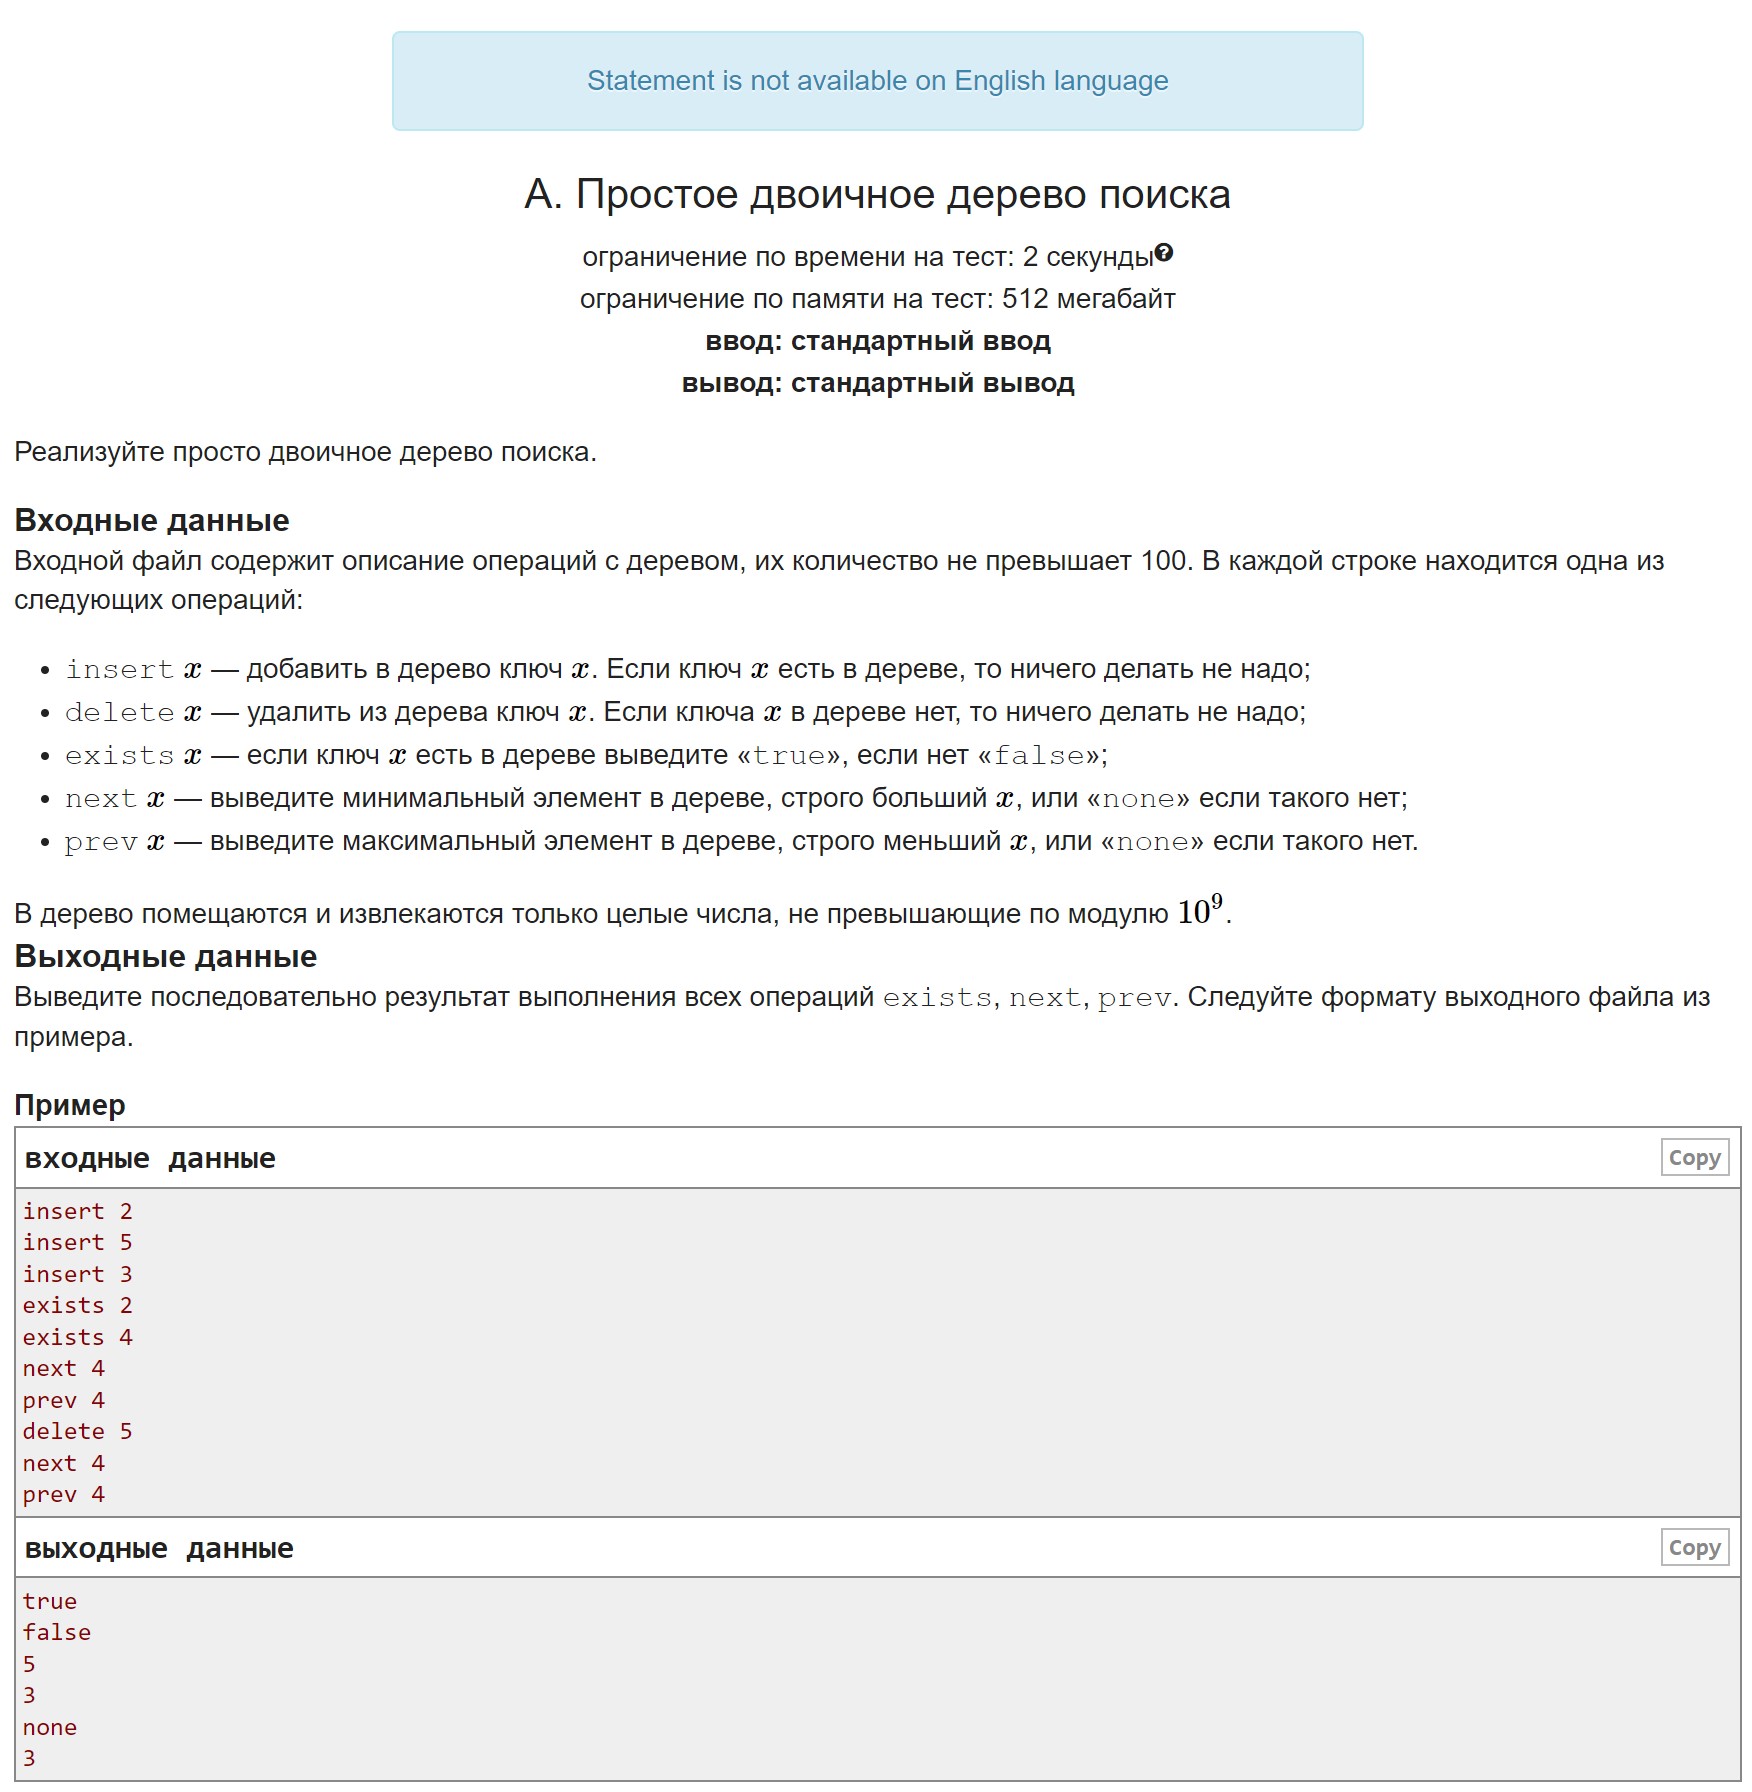 Statement is not available on English language
A. Простое двоичное дерево поиска
ограничение по времени на тест: 2 секунды?
ограничение по памяти на тест: 512 мегабайт
ввод: стандартный ввод
вывод: стандартный вывод
Реализуйте просто двоичное дерево поиска.
Входные данные
Входной файл содержит описание операций с деревом, их количество не превышает 100. В каждой строке находится одна из
следующих операций:
• insert x — добавить в дерево ключ x. Если ключ x есть в дереве, то ничего делать не надо;
• delete x — удалить из дерева ключ x. Если ключа x в дереве нет, то ничего делать не надо;
• exists x — если ключ x есть в дереве выведите «true», если нет «false»;
• next x — выведите минимальный элемент в дереве, строго больший x, или «none» если такого нет;
• prev x — выведите максимальный элемент в дереве, строго меньший x, или «none» если такого нет.
В дерево помещаются и извлекаются только целые числа, не превышающие по модулю 10⁹.
Выходные данные
Выведите последовательно результат выполнения всех операций exists, next, prev. Следуйте формату выходного файла из
примера.
Пример
входные данные
Copy
insert 2
insert 5
insert 3
exists 2
exists 4
next 4
prev 4
delete 5
next 4
prev 4
выходные данные
Copy
true
false
5
3
none
3